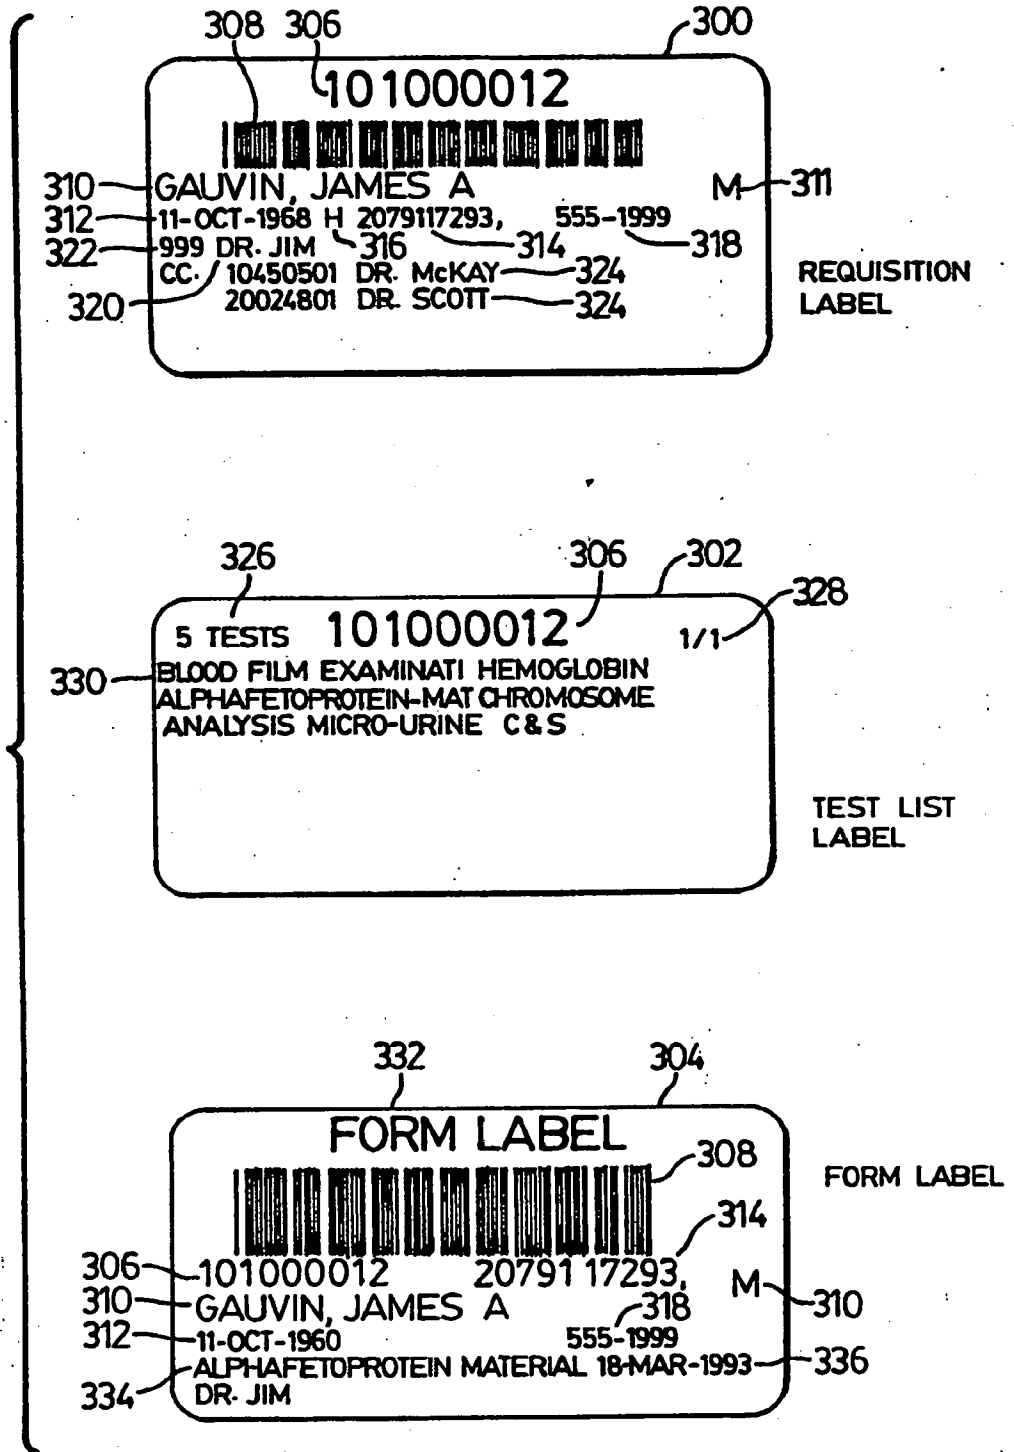 308 306 300
101000012
310 GAUVIN, JAMES A M 311
312 11-OCT-1968 H 2079117293, 555-1999
322 999 DR. JIM 316 314 318
CC. 10450501 DR. McKAY 324
320 20024801 DR. SCOTT 324
REQUISITION
LABEL
326 306 302
328
5 TESTS 101000012 1/1
330 BLOOD FILM EXAMINATI HEMOGLOBIN
ALPHAFETOPROTEIN-MAT CHROMOSOME
ANALYSIS MICRO-URINE C & S
TEST LIST
LABEL
332 304
FORM LABEL
308
FORM LABEL
314
306 101000012 20791 17293,
310 GAUVIN, JAMES A 318 M 310
312 11-OCT-1960 555-1999
334 ALPHAFETOPROTEIN MATERIAL 18-MAR-1993 336
DR. JIM